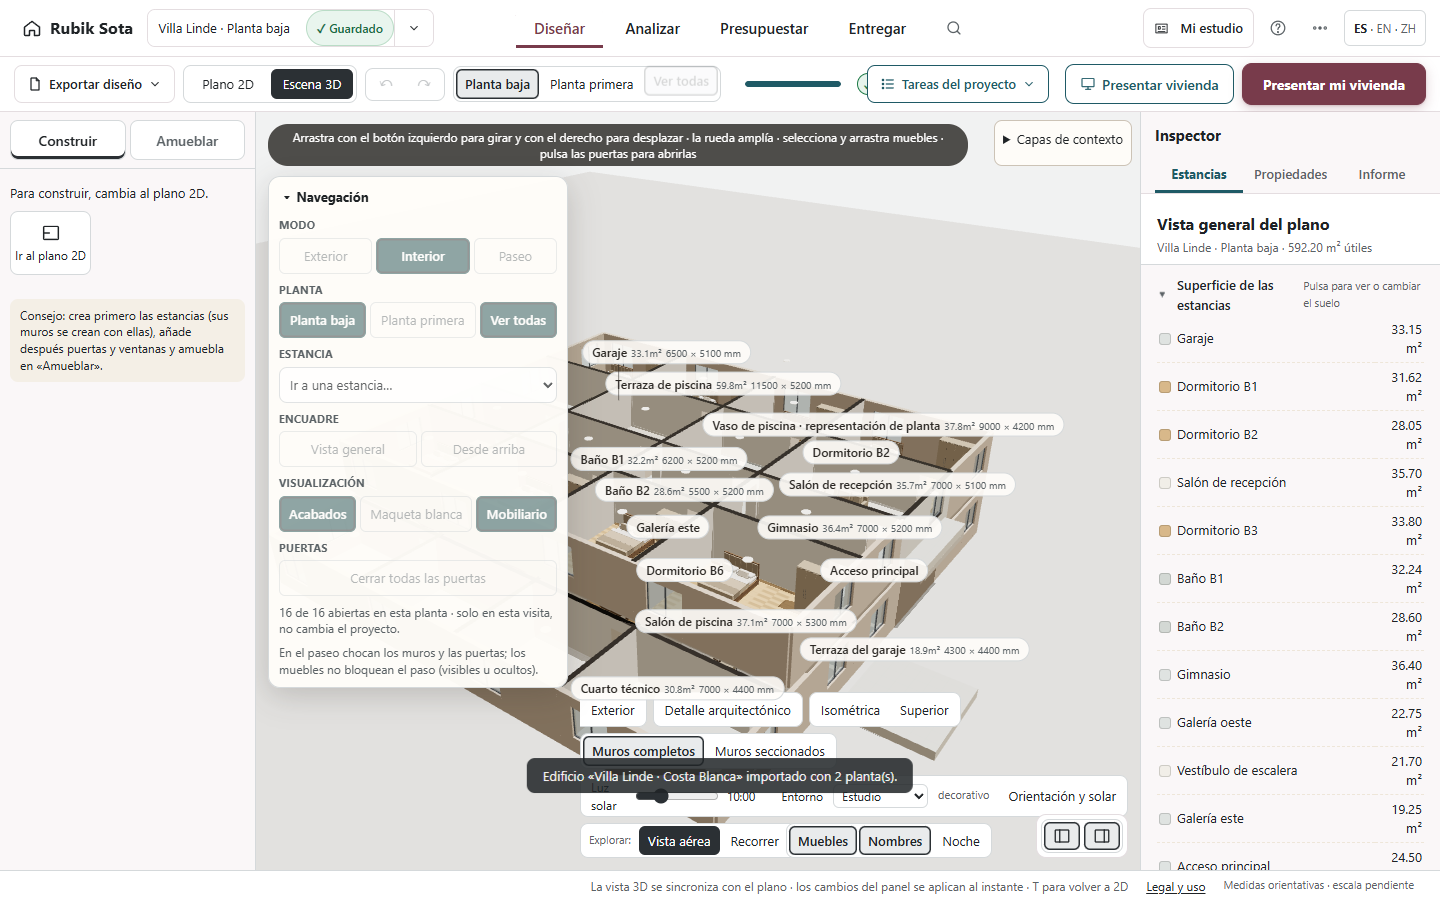 Rubik Sota
Villa Linde · Planta baja
✓ Guardado
Diseñar
Analizar
Presupuestar
Entregar
Mi estudio
ES · EN · ZH
Exportar diseño
Plano 2D
Escena 3D
Planta baja
Planta primera
Ver todas
Tareas del proyecto
Presentar vivienda
Presentar mi vivienda
Construir
Amueblar
Para construir, cambia al plano 2D.
Ir al plano 2D
Consejo: crea primero las estancias (sus
muros se crean con ellas), añade
después puertas y ventanas y amuebla
en «Amueblar».
Arrastra con el botón izquierdo para girar y con el derecho para desplazar · la rueda amplía · selecciona y arrastra muebles ·
pulsa las puertas para abrirlas
Capas de contexto
Navegación
MODO
Exterior
Interior
Paseo
PLANTA
Planta baja
Planta primera
Ver todas
ESTANCIA
Ir a una estancia...
ENCUADRE
Vista general
Desde arriba
VISUALIZACIÓN
Acabados
Maqueta blanca
Mobiliario
PUERTAS
Cerrar todas las puertas
16 de 16 abiertas en esta planta · solo en esta visita,
no cambia el proyecto.
En el paseo chocan los muros y las puertas; los
muebles no bloquean el paso (visibles u ocultos).
Garaje 33.1m² 6500 × 5100 mm
Terraza de piscina 59.8m² 11500 × 5200 mm
Vaso de piscina · representación de planta 37.8m² 9000 × 4200 mm
Dormitorio B2
Baño B1 32.2m² 6200 × 5200 mm
Salón de recepción 35.7m² 7000 × 5100 mm
Baño B2 28.6m² 5500 × 5200 mm
Galería este
Gimnasio 36.4m² 7000 × 5200 mm
Dormitorio B6
Acceso principal
Salón de piscina 37.1m² 7000 × 5300 mm
Terraza del garaje 18.9m² 4300 × 4400 mm
Cuarto técnico 30.8m² 7000 × 4400 mm
Exterior
Detalle arquitectónico
Isométrica
Superior
Muros completos
Muros seccionados
Edificio «Villa Linde · Costa Blanca» importado con 2 planta(s).
Luz
solar
10:00
Entorno
Estudio
decorativo
Orientación y solar
Explorar:
Vista aérea
Recorrer
Muebles
Nombres
Noche
Inspector
Estancias
Propiedades
Informe
Vista general del plano
Villa Linde · Planta baja · 592.20 m² útiles
Superficie de las
estancias
Pulsa para ver o cambiar
el suelo
Garaje 33.15 m²
Dormitorio B1 31.62 m²
Dormitorio B2 28.05 m²
Salón de recepción 35.70 m²
Dormitorio B3 33.80 m²
Baño B1 32.24 m²
Baño B2 28.60 m²
Gimnasio 36.40 m²
Galería oeste 22.75 m²
Vestíbulo de escalera 21.70 m²
Galería este 19.25 m²
Acceso principal 24.50
La vista 3D se sincroniza con el plano · los cambios del panel se aplican al instante · T para volver a 2D
Legal y uso
Medidas orientativas · escala pendiente